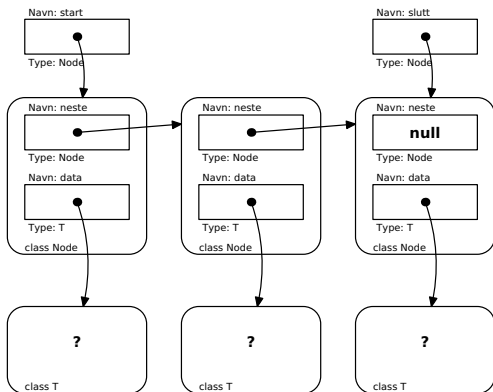 Navn: start
Type: Node
Navn: slutt
Type: Node
Navn: neste
Type: Node
Navn: data
Type: T
class Node
Navn: neste
Type: Node
Navn: data
Type: T
class Node
Navn: neste
null
Type: Node
Navn: data
Type: T
class Node
?
class T
?
class T
?
class T